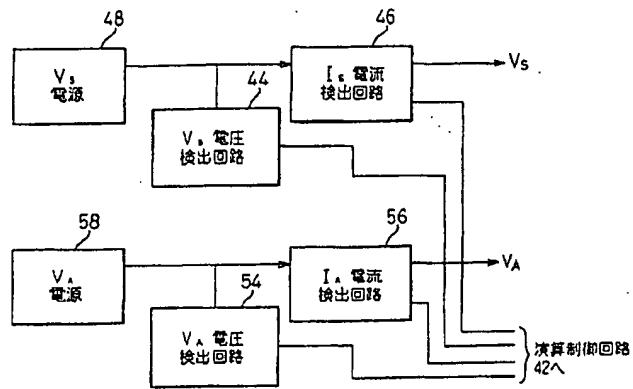 48
VS 電源
46
IS 電流
検出回路
VS
44
VS 電圧
検出回路
58
VA 電源
56
IA 電流
検出回路
VA
54
VA 電圧
検出回路
演算制御回路
42へ